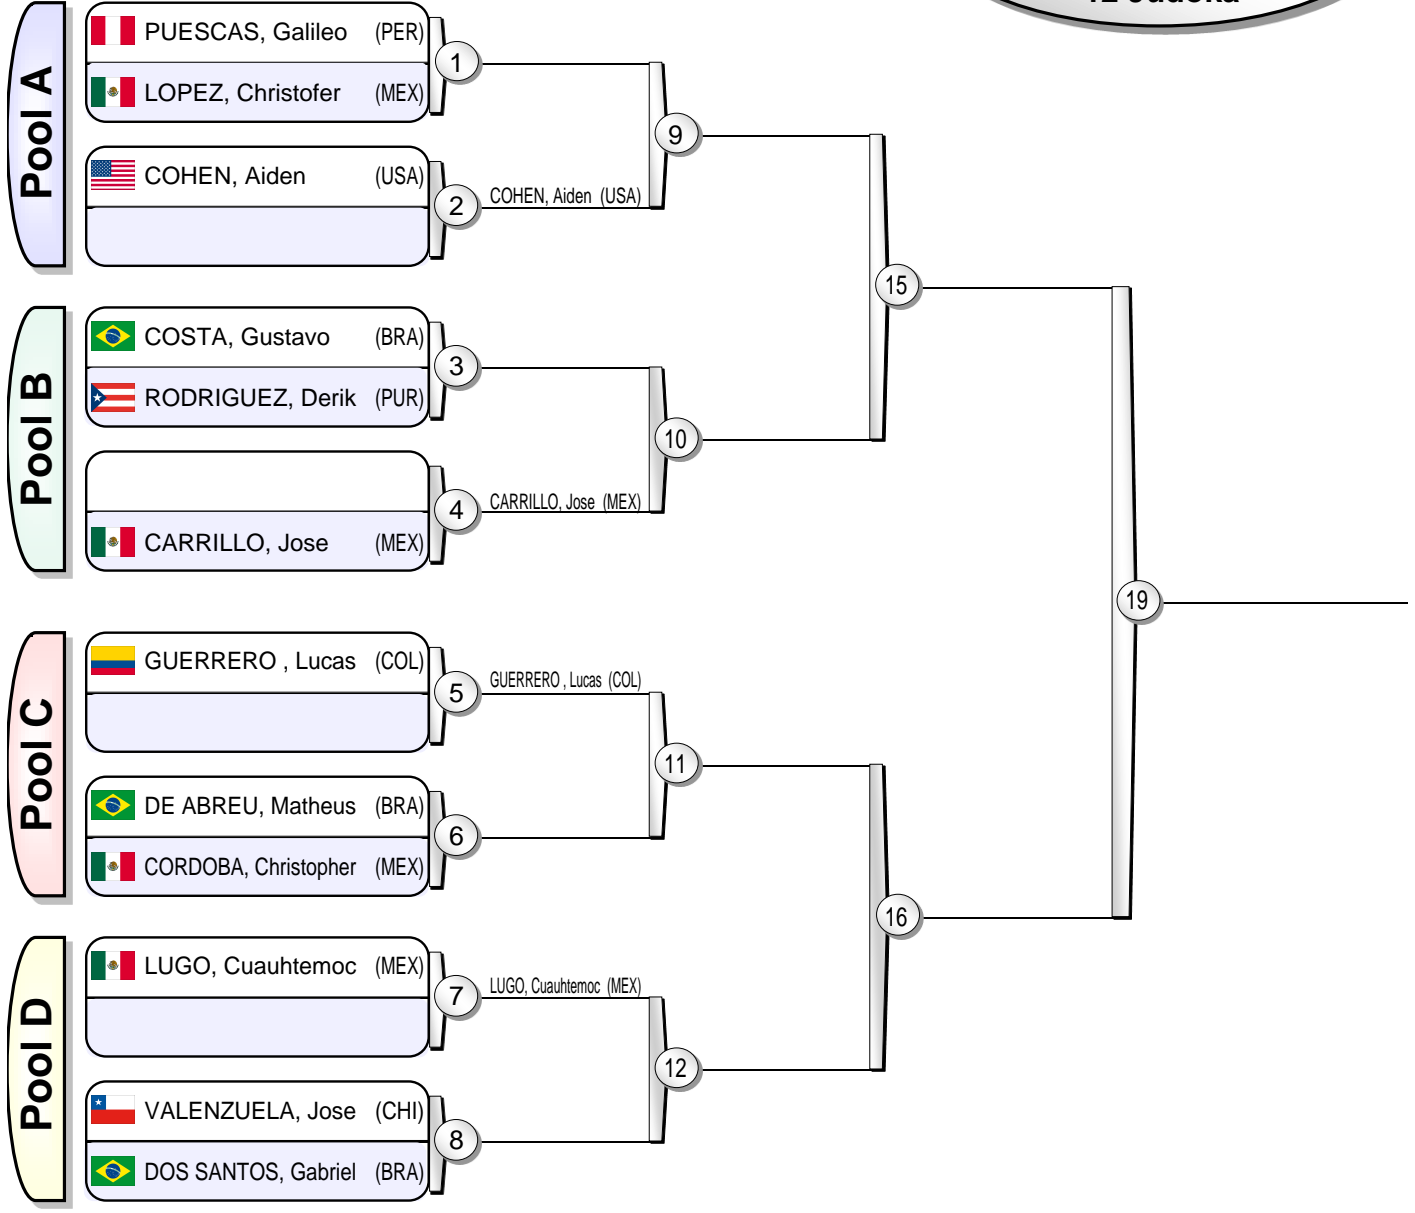 12 Judoka
Pool A
PUESCAS, Galileo (PER)
LOPEZ, Christofer (MEX)
1
COHEN, Aiden (USA)
2
COHEN, Aiden (USA)
9
15
Pool B
COSTA, Gustavo (BRA)
RODRIGUEZ, Derik (PUR)
3
10
CARRILLO, Jose (MEX)
4
CARRILLO, Jose (MEX)
19
Pool C
GUERRERO , Lucas (COL)
5
GUERRERO , Lucas (COL)
11
DE ABREU, Matheus (BRA)
CORDOBA, Christopher (MEX)
6
16
Pool D
LUGO, Cuauhtemoc (MEX)
7
LUGO, Cuauhtemoc (MEX)
12
VALENZUELA, Jose (CHI)
DOS SANTOS, Gabriel (BRA)
8